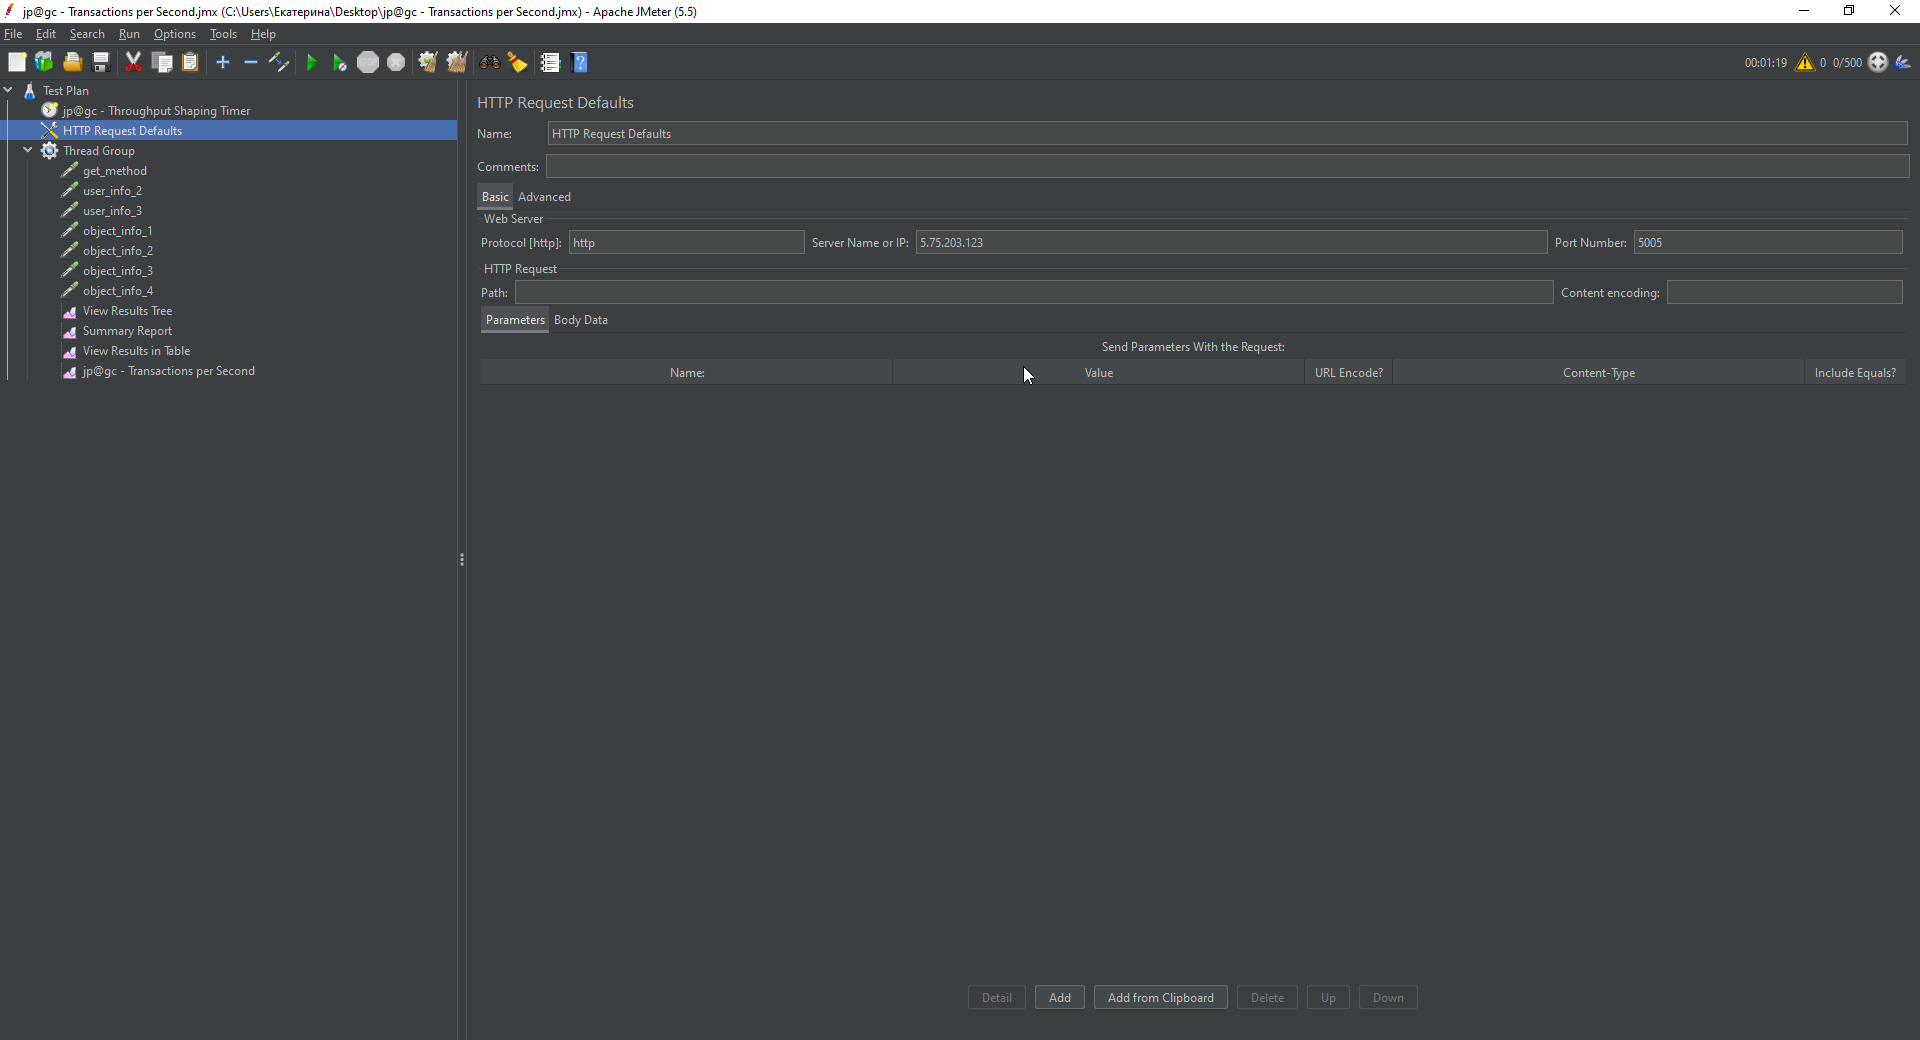 jp@gc - Transactions per Second.jmx (C:\Users\Екатерина\Desktop\jp@gc - Transactions per Second.jmx) - Apache JMeter (5.5)
File Edit Search Run Options Tools Help
STOP 00:01:19 0 0/500
Test Plan
jp@gc - Throughput Shaping Timer
HTTP Request Defaults
Thread Group
get_method
user_info_2
user_info_3
object_info_1
object_info_2
object_info_3
object_info_4
View Results Tree
Summary Report
View Results in Table
jp@gc - Transactions per Second
HTTP Request Defaults
Name: HTTP Request Defaults
Comments:
Basic Advanced
Web Server
Protocol [http]: http Server Name or IP: 5.75.203.123 Port Number: 5005
HTTP Request
Path: Content encoding:
Parameters Body Data
Send Parameters With the Request:
Name: Value URL Encode? Content-Type Include Equals?
Detail Add Add from Clipboard Delete Up Down